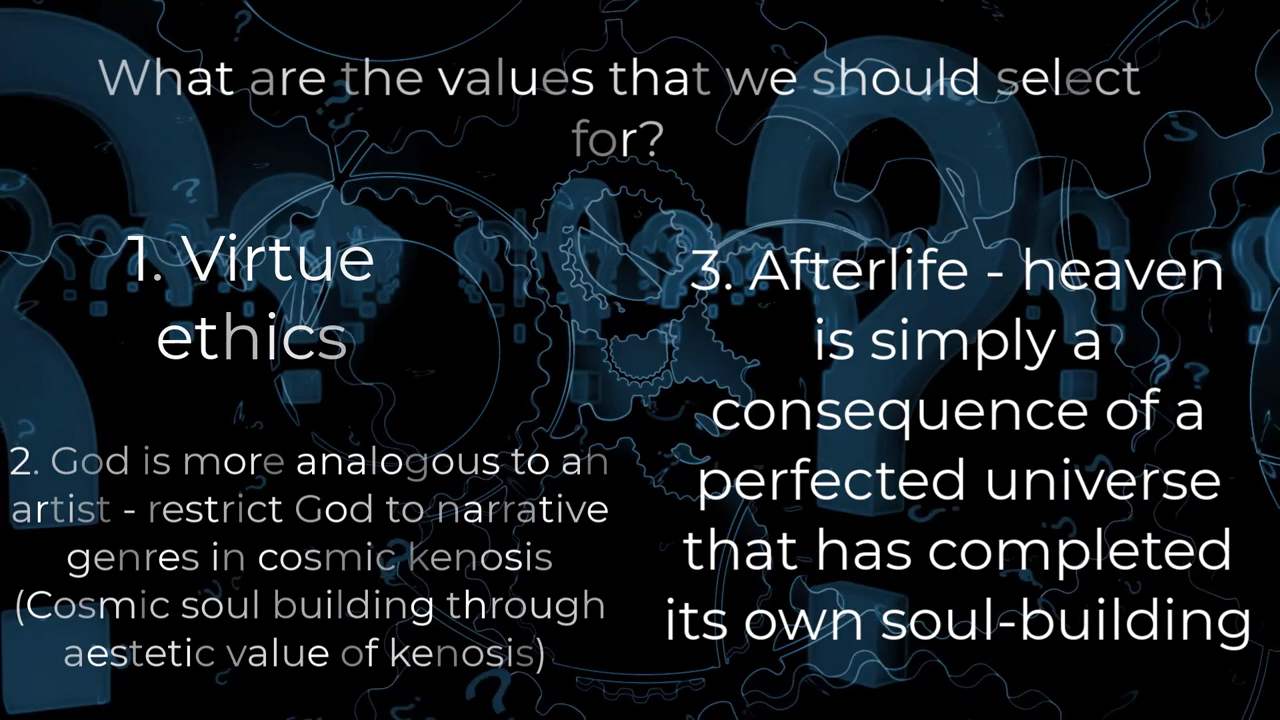 What are the values that we should select
for?
1. Virtue
ethics
2. God is more analogous to an
artist - restrict God to narrative
genres in cosmic kenosis
(Cosmic soul building through
aestetic value of kenosis)
3. Afterlife - heaven
is simply a
consequence of a
perfected universe
that has completed
its own soul-building